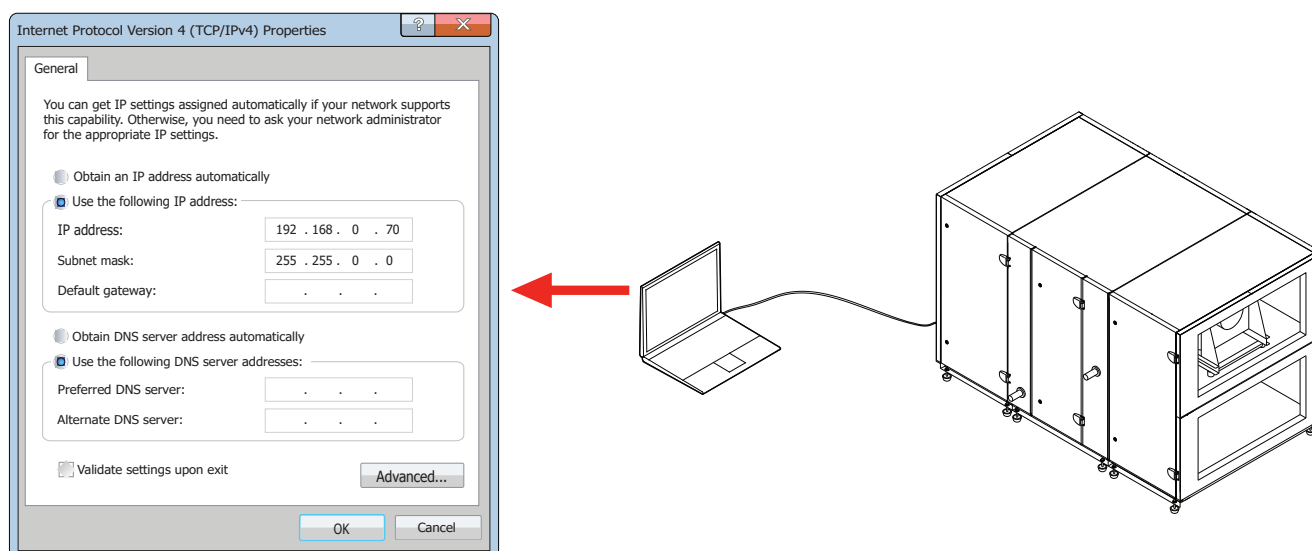 Internet Protocol Version 4 (TCP/IPv4) Properties
?
X
General
You can get IP settings assigned automatically if your network supports
this capability. Otherwise, you need to ask your network administrator
for the appropriate IP settings.
Obtain an IP address automatically
Use the following IP address:
IP address: 192 . 168 . 0 . 70
Subnet mask: 255 . 255 . 0 . 0
Default gateway: . . .
Obtain DNS server address automatically
Use the following DNS server addresses:
Preferred DNS server: . . .
Alternate DNS server: . . .
Validate settings upon exit
Advanced...
OK Cancel